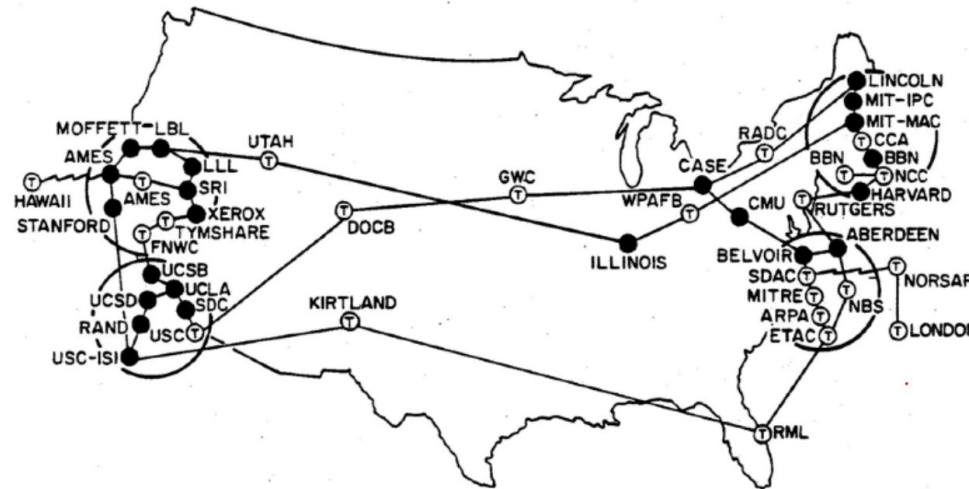 LINCOLN
MIT-IPC
MIT-MAC
MOFFETT
LBL
UTAH
RADC
CCA
AMES
LLL
CASE
BBN
BBN
T
HAWAII
AMES
SRI
GWC
WPAFB
NCC
HARVARD
STANFORD
XEROX
TYMSHARE
DOCB
CMU
RUTGERS
FNWC
ILLINOIS
BELVOIR
ABERDEEN
UCSB
UCSD
UCLA
SDC
KIRTLAND
SDAC
NORSAR
MITRE
NBS
RAND
USC
ARPA
LONDON
USC-ISI
ETAC
RML